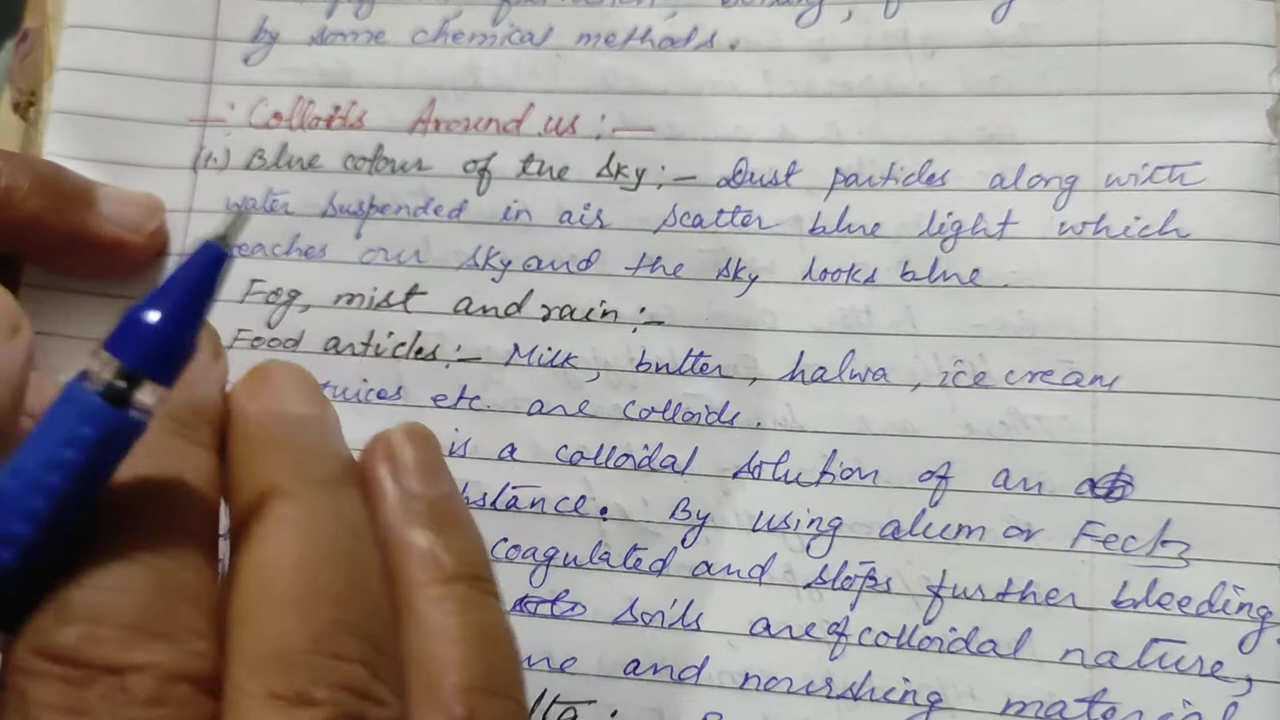 by some chemical methods.
-: Colloids Around us :-
(1.) Blue colour of the sky :- Dust particles along with
water suspended in air scatter blue light which
reaches our sky and the sky looks blue.
Fog, mist and rain :-
Food articles :- Milk, butter, halwa, ice cream
etc. are colloids.
is a colloidal solution of an
By using alum or Fecl3
coagulated and stops further bleeding
soils are of colloidal nature,
and nourishing material